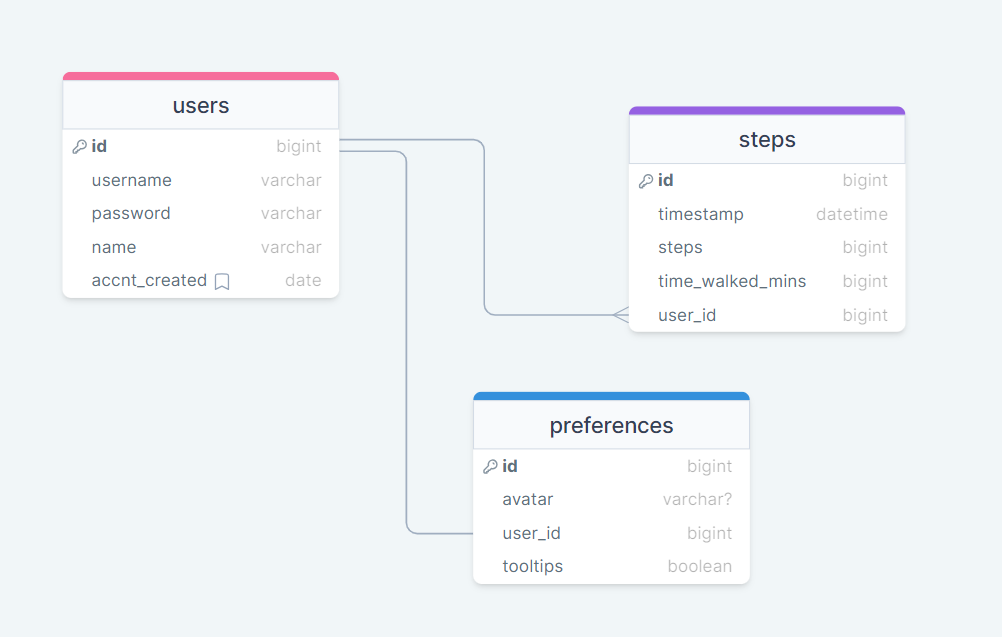 users
id bigint
username varchar
password varchar
name varchar
accnt_created date
steps
id bigint
timestamp datetime
steps bigint
time_walked_mins bigint
user_id bigint
preferences
id bigint
avatar varchar?
user_id bigint
tooltips boolean